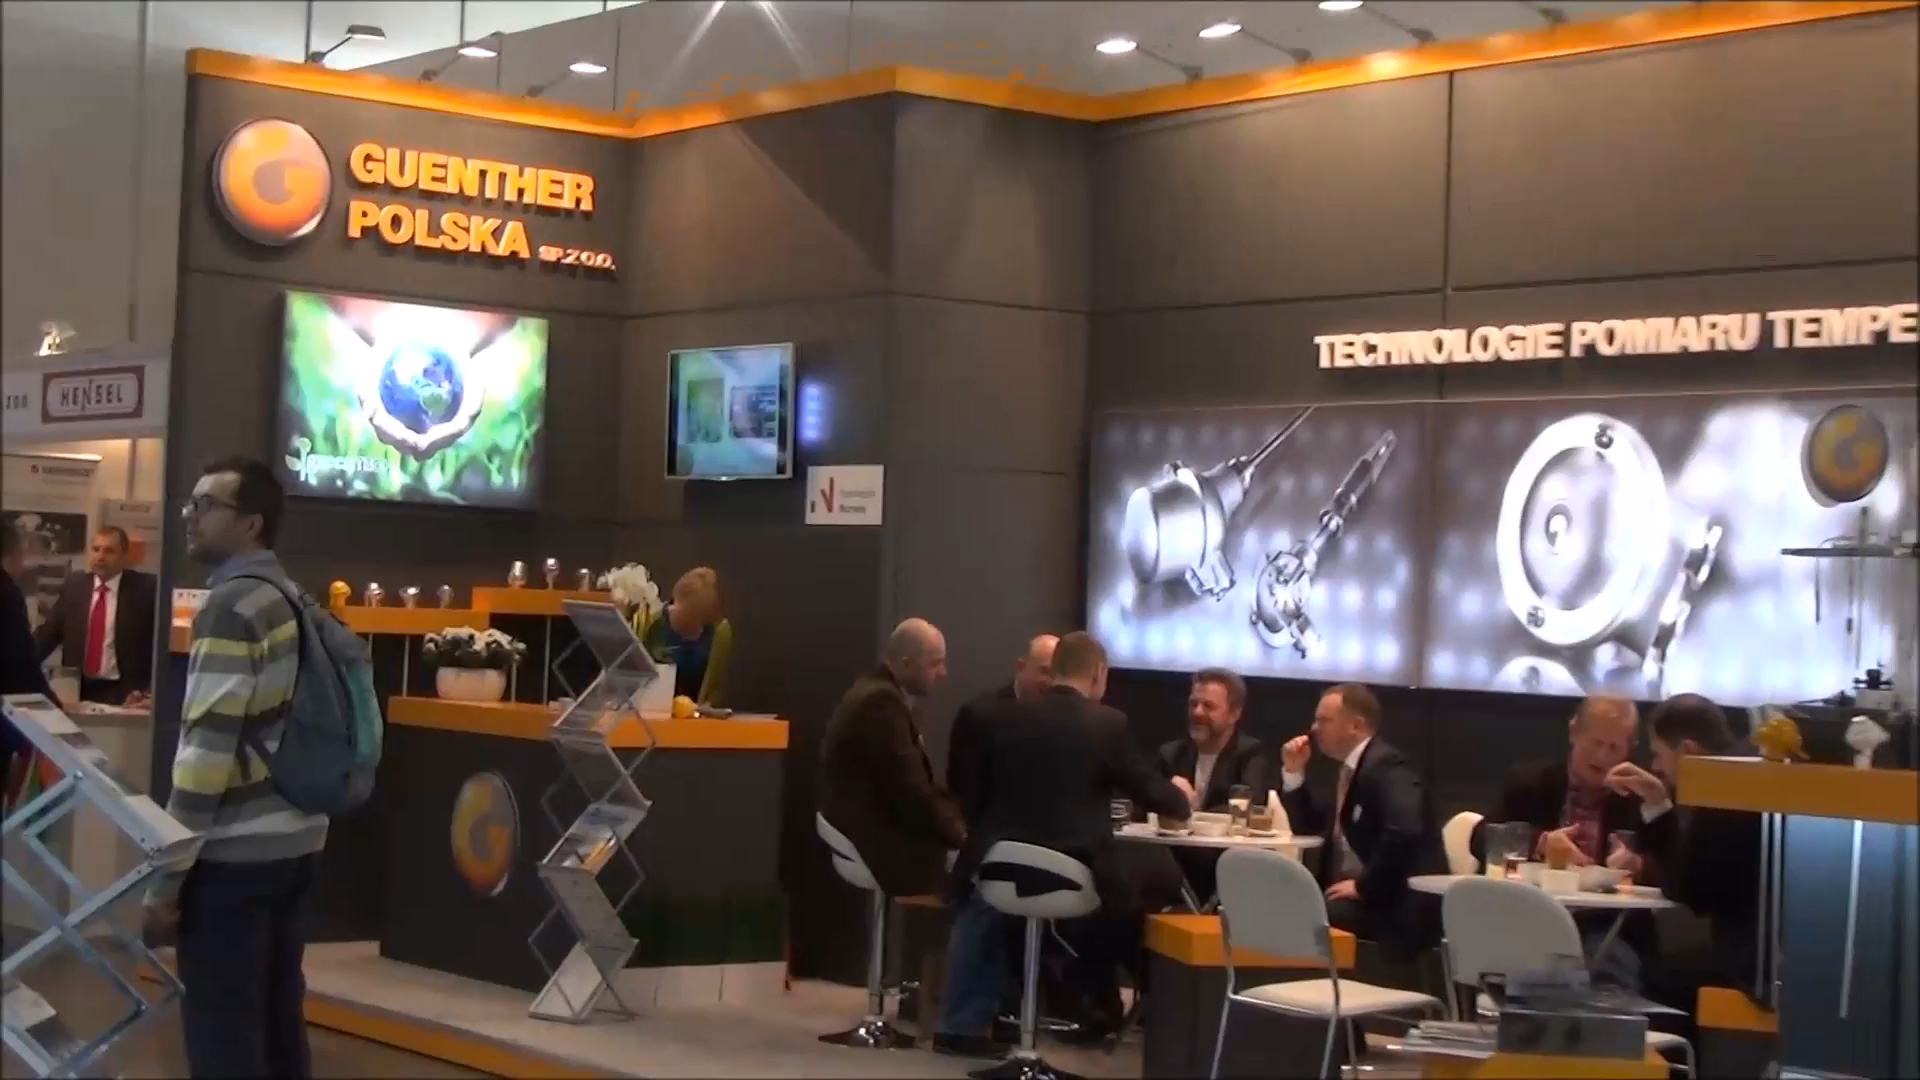 GUENTHER
POLSKA SP. Z O.O.
TECHNOLOGIE POMIARU TEMPE
HENSEL